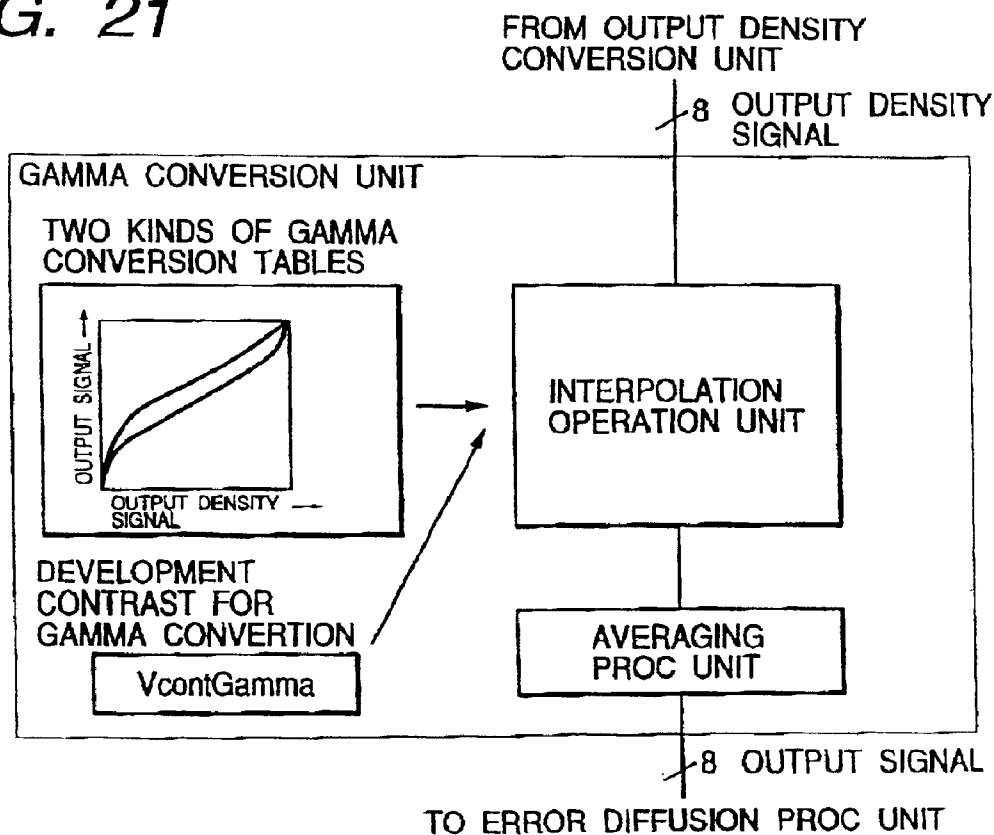 G. 21
FROM OUTPUT DENSITY
CONVERSION UNIT
8 OUTPUT DENSITY
SIGNAL
GAMMA CONVERSION UNIT
TWO KINDS OF GAMMA
CONVERSION TABLES
OUTPUT SIGNAL
OUTPUT DENSITY
SIGNAL
INTERPOLATION
OPERATION UNIT
DEVELOPMENT
CONTRAST FOR
GAMMA CONVERTION
VcontGamma
AVERAGING
PROC UNIT
8 OUTPUT SIGNAL
TO ERROR DIFFUSION PROC UNIT